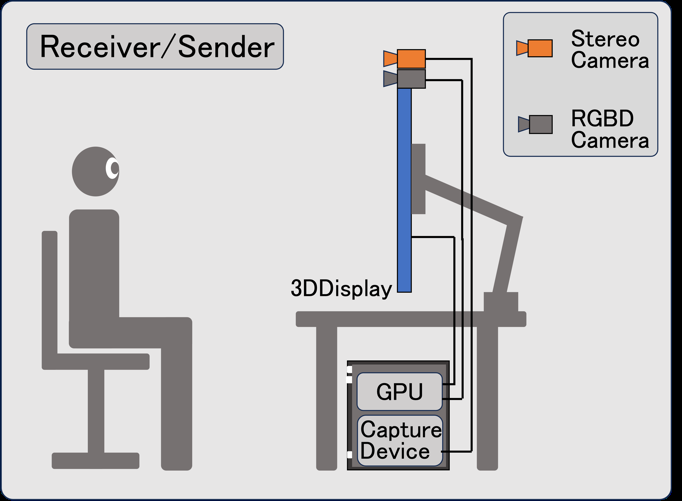 Receiver/Sender
Stereo
Camera
RGBD
Camera
3DDisplay
GPU
Capture
Device